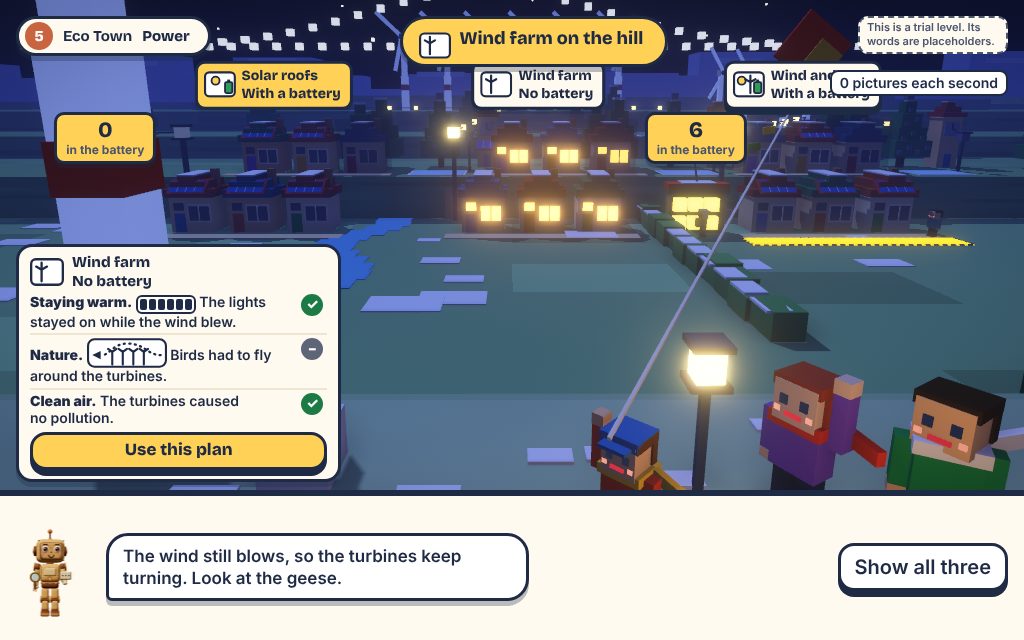 5 Eco Town Power
Wind farm on the hill
This is a trial level. Its
words are placeholders.
Solar roofs
With a battery
Wind farm
No battery
Wind and
With a battery
0 pictures each second
0
in the battery
6
in the battery
Wind farm
No battery
Staying warm. The lights
stayed on while the wind blew.
Nature. Birds had to fly
around the turbines.
Clean air. The turbines caused
no pollution.
Use this plan
The wind still blows, so the turbines keep
turning. Look at the geese.
Show all three